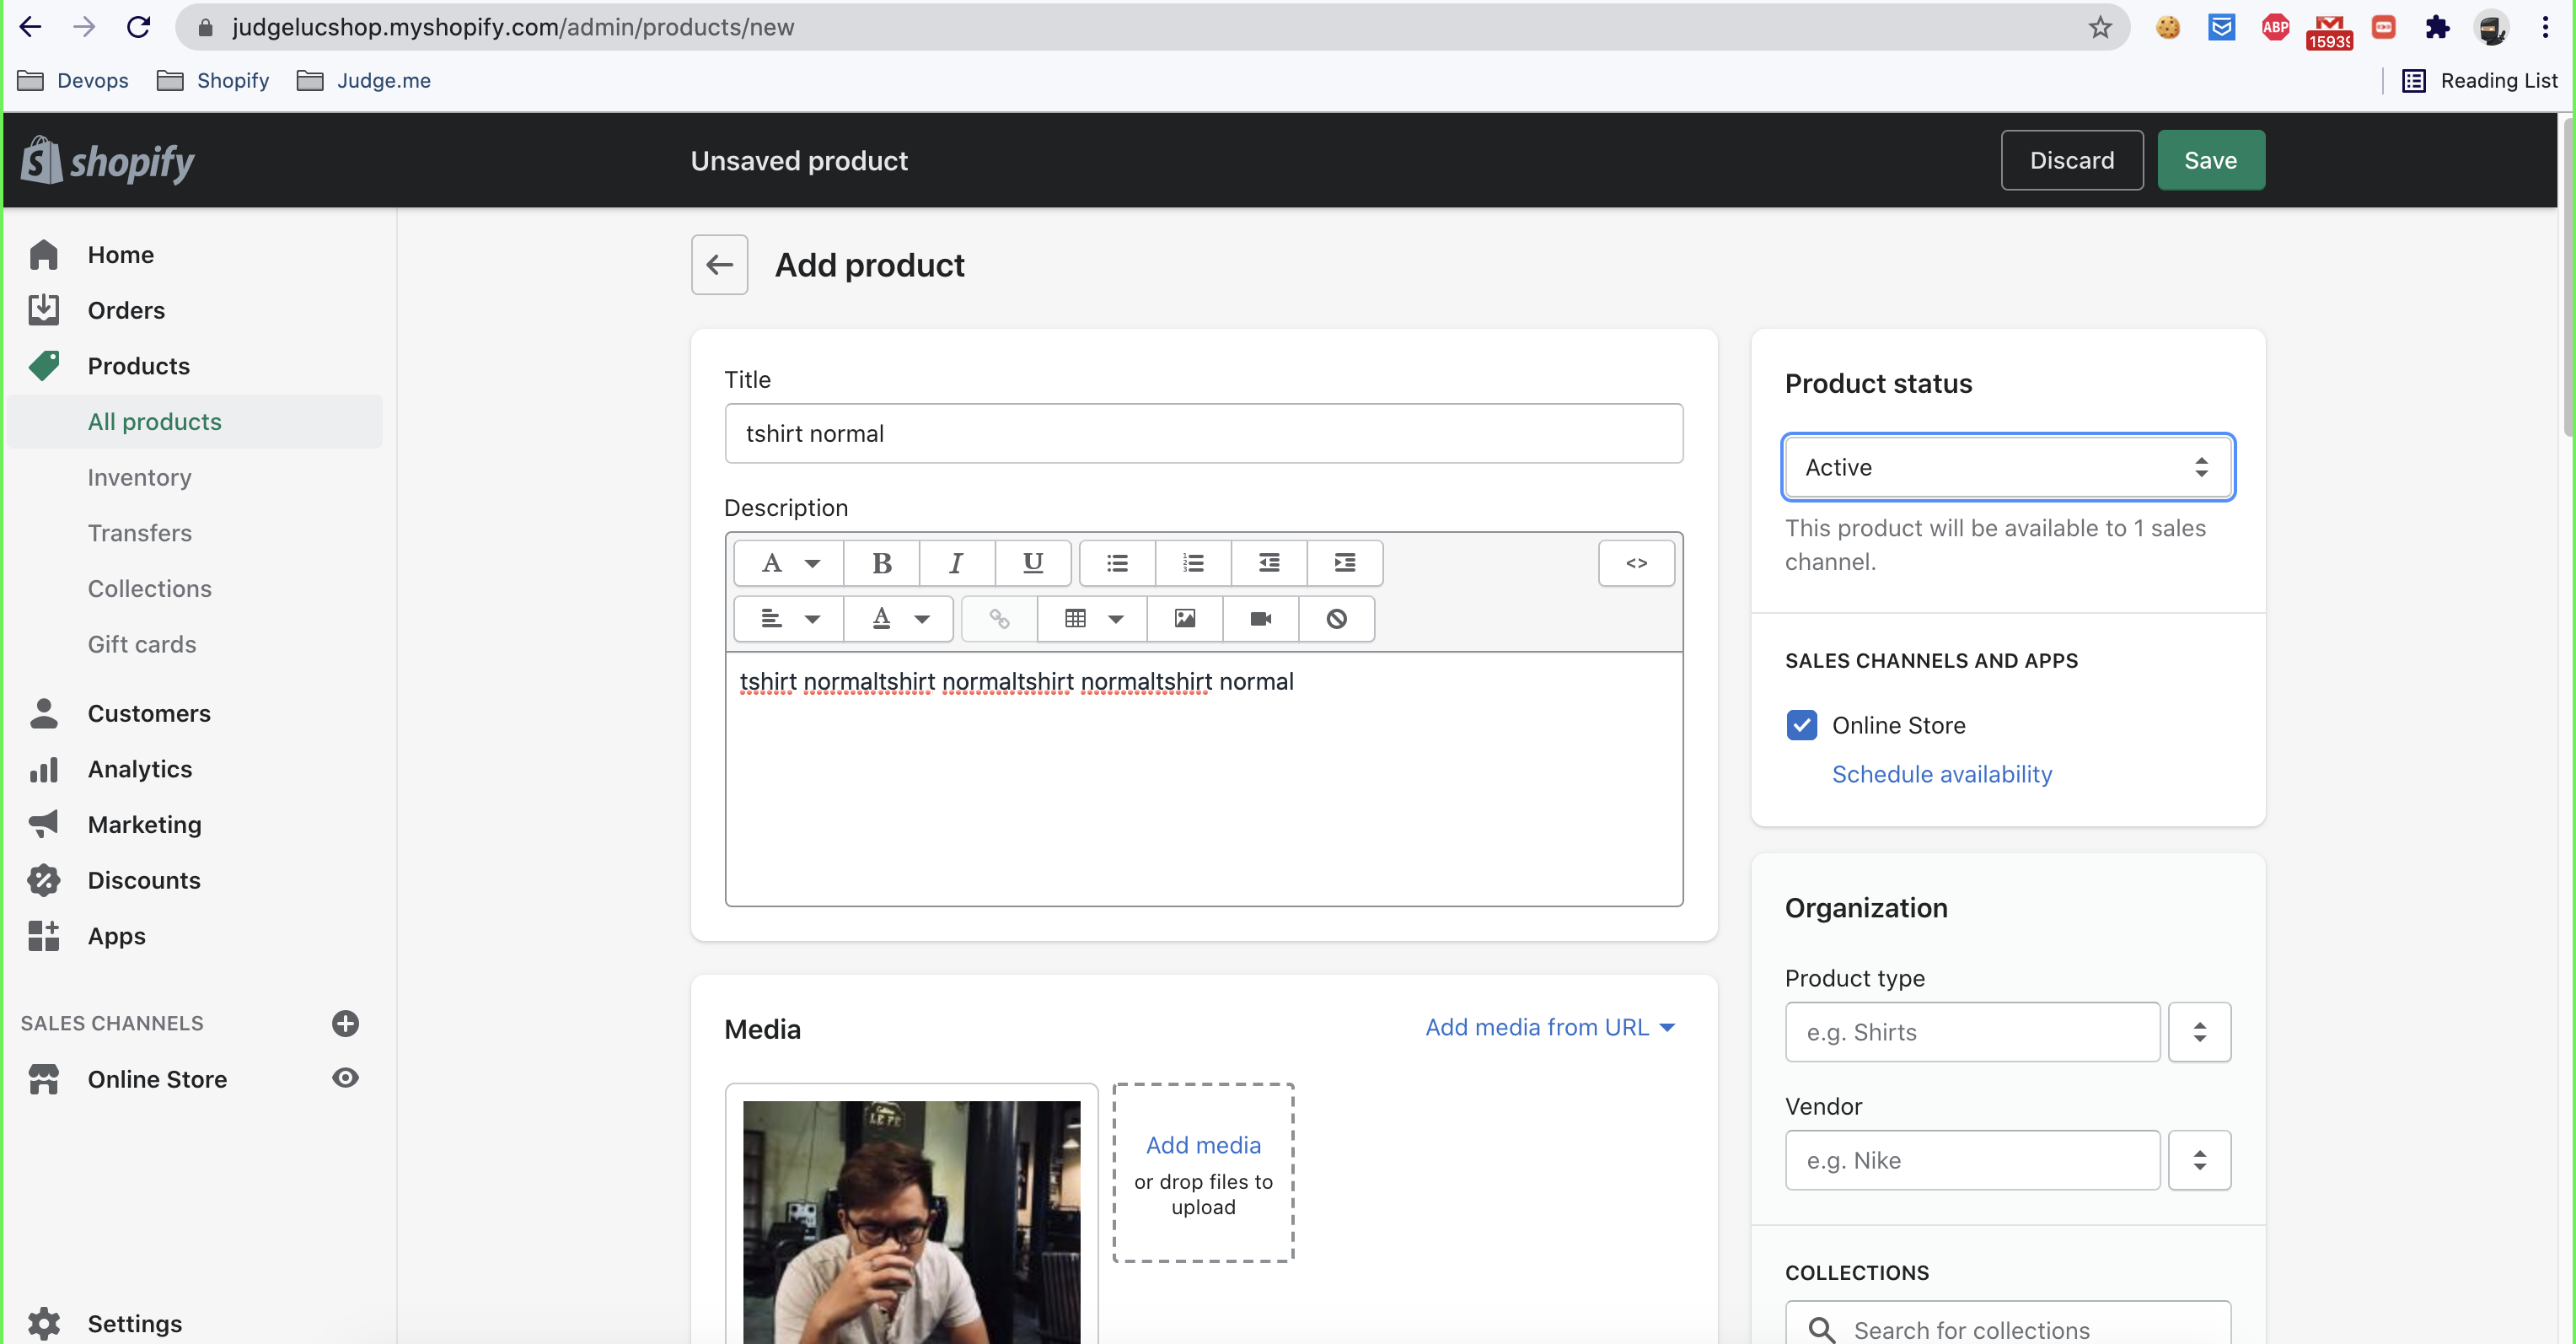 judgelucshop.myshopify.com/admin/products/new
ABP
Devops
Shopify
Judge.me
Reading List
shopify
Unsaved product
Discard
Save
Home
Orders
Products
All products
Inventory
Transfers
Collections
Gift cards
Customers
Analytics
Marketing
Discounts
Apps
SALES CHANNELS
Online Store
Settings
Add product
Title
tshirt normal
Description
A
B
I
U
<>
A
tshirt normaltshirt normaltshirt normaltshirt normal
Media
Add media from URL
Add media
or drop files to
upload
Product status
Active
This product will be available to 1 sales
channel.
SALES CHANNELS AND APPS
Online Store
Schedule availability
Organization
Product type
e.g. Shirts
Vendor
e.g. Nike
COLLECTIONS
Search for collections